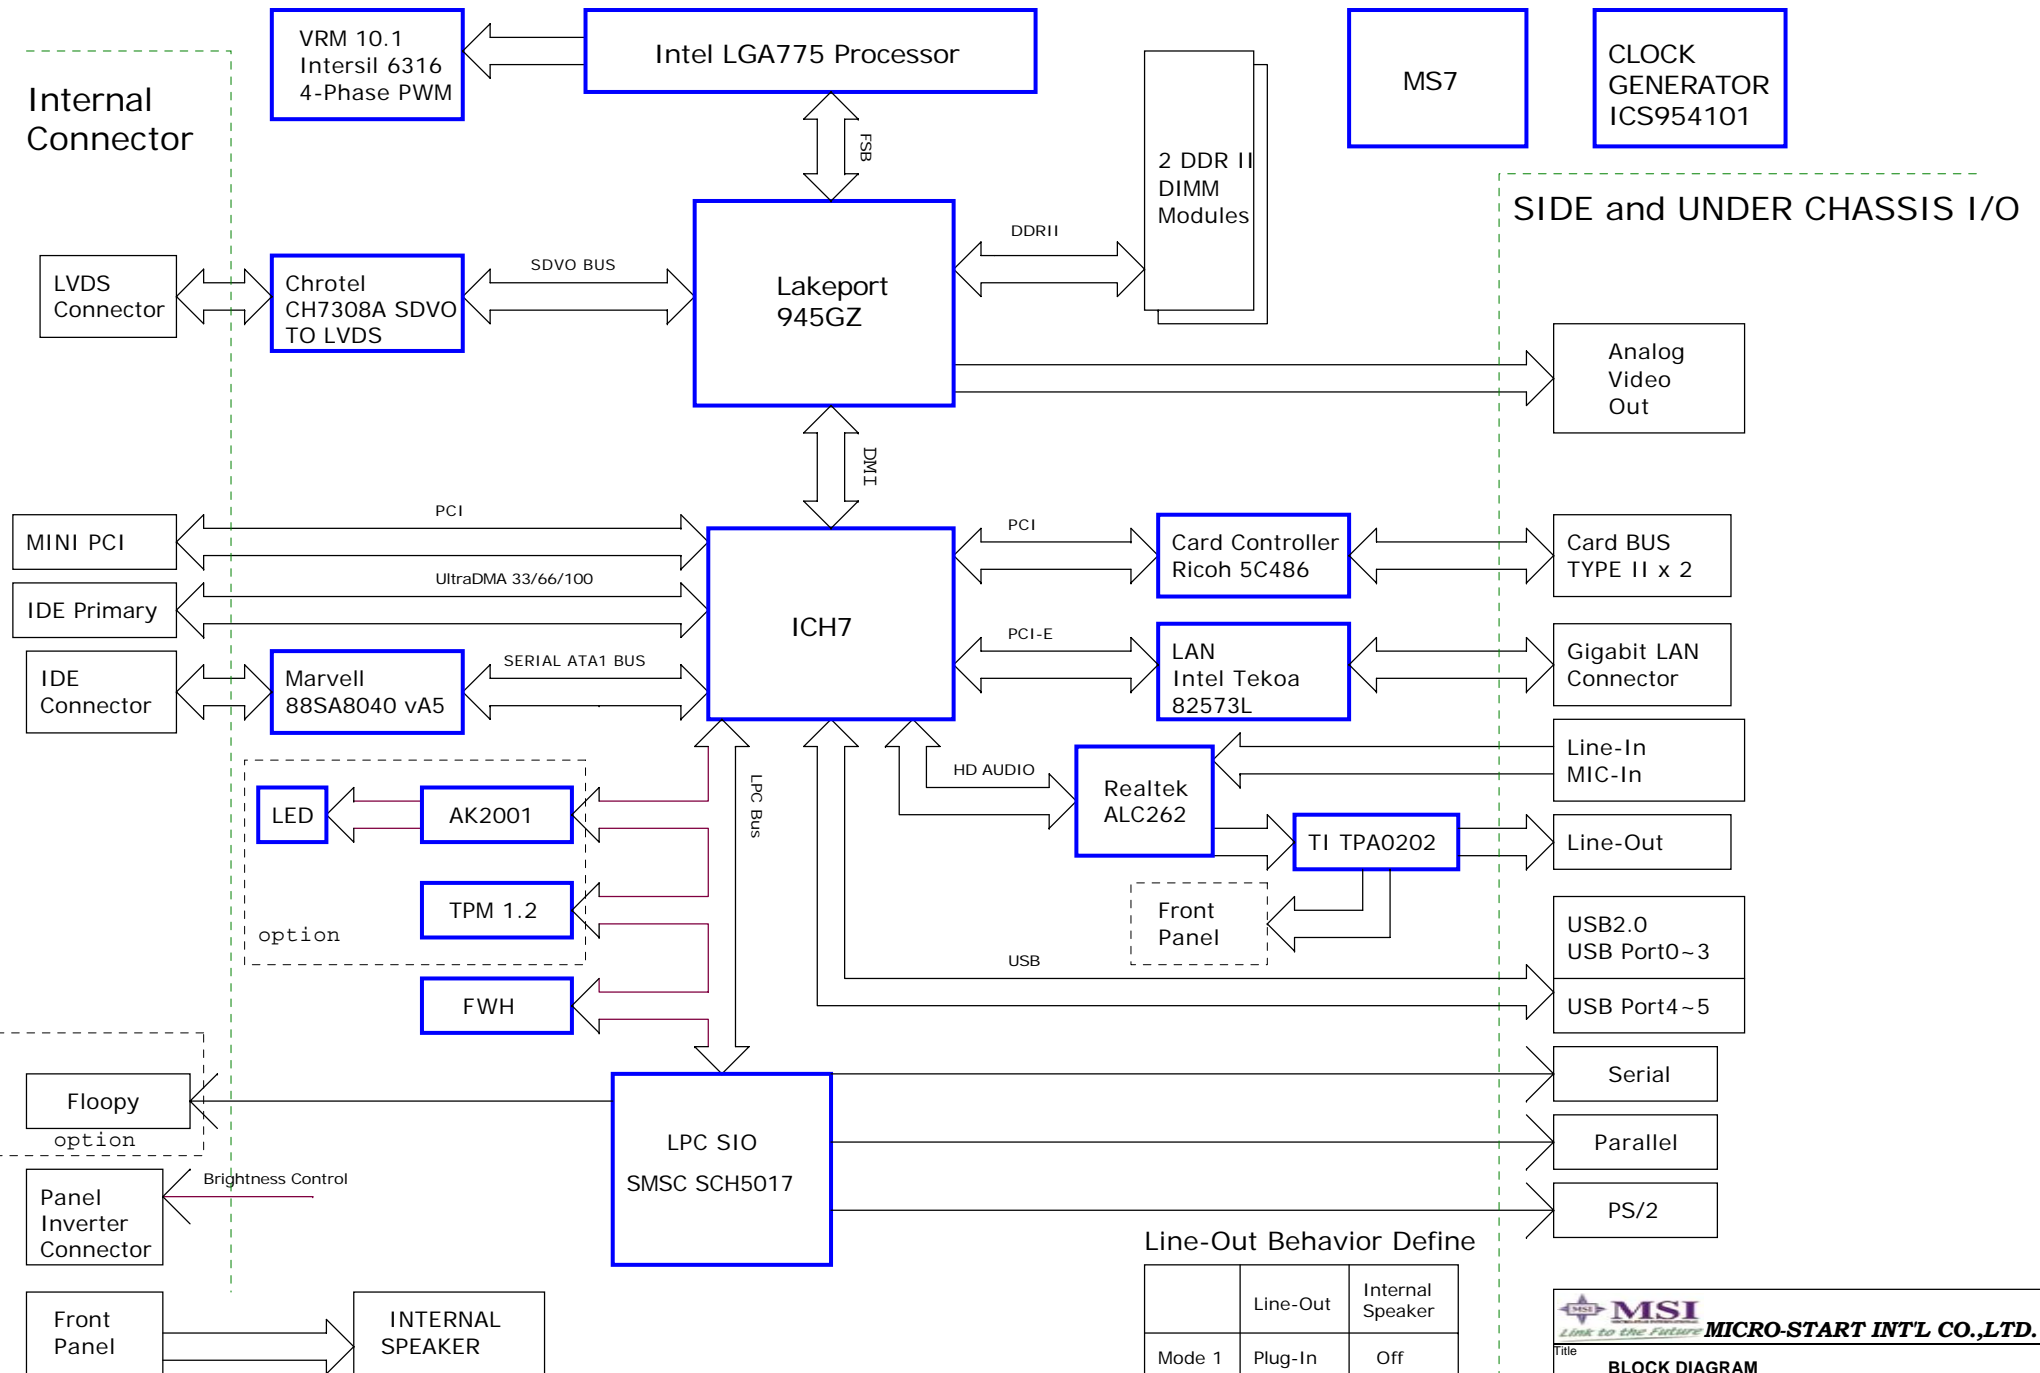 VRM 10.1
Intersil 6316
4-Phase PWM
Intel LGA775 Processor
MS7
CLOCK
GENERATOR
ICS954101
Internal
Connector
FSB
2 DDR II
DIMM
Modules
SIDE and UNDER CHASSIS I/O
LVDS
Connector
Chrotel
CH7308A SDVO
TO LVDS
SDVO BUS
Lakeport
945GZ
DDRII
Analog
Video
Out
DMI
MINI PCI
PCI
PCI
Card Controller
Ricoh 5C486
Card BUS
TYPE II x 2
IDE Primary
UltraDMA 33/66/100
ICH7
IDE
Connector
Marvell
88SA8040 vA5
SERIAL ATA1 BUS
PCI-E
LAN
Intel Tekoa
82573L
Gigabit LAN
Connector
Line-In
MIC-In
HD AUDIO
Realtek
ALC262
LED
AK2001
LPC Bus
TI TPA0202
Line-Out
TPM 1.2
option
Front
Panel
USB2.0
USB Port0~3
USB
USB Port4~5
FWH
Serial
Floopy
option
LPC SIO
SMSC SCH5017
Parallel
Panel
Inverter
Connector
Brightness Control
PS/2
Line-Out Behavior Define
Line-Out
Internal
Speaker
Mode 1
Plug-In
Off
Front
Panel
INTERNAL
SPEAKER
MSI
MSI
Link to the Future
MICRO-START INT'L CO.,LTD.
Title
BLOCK DIAGRAM